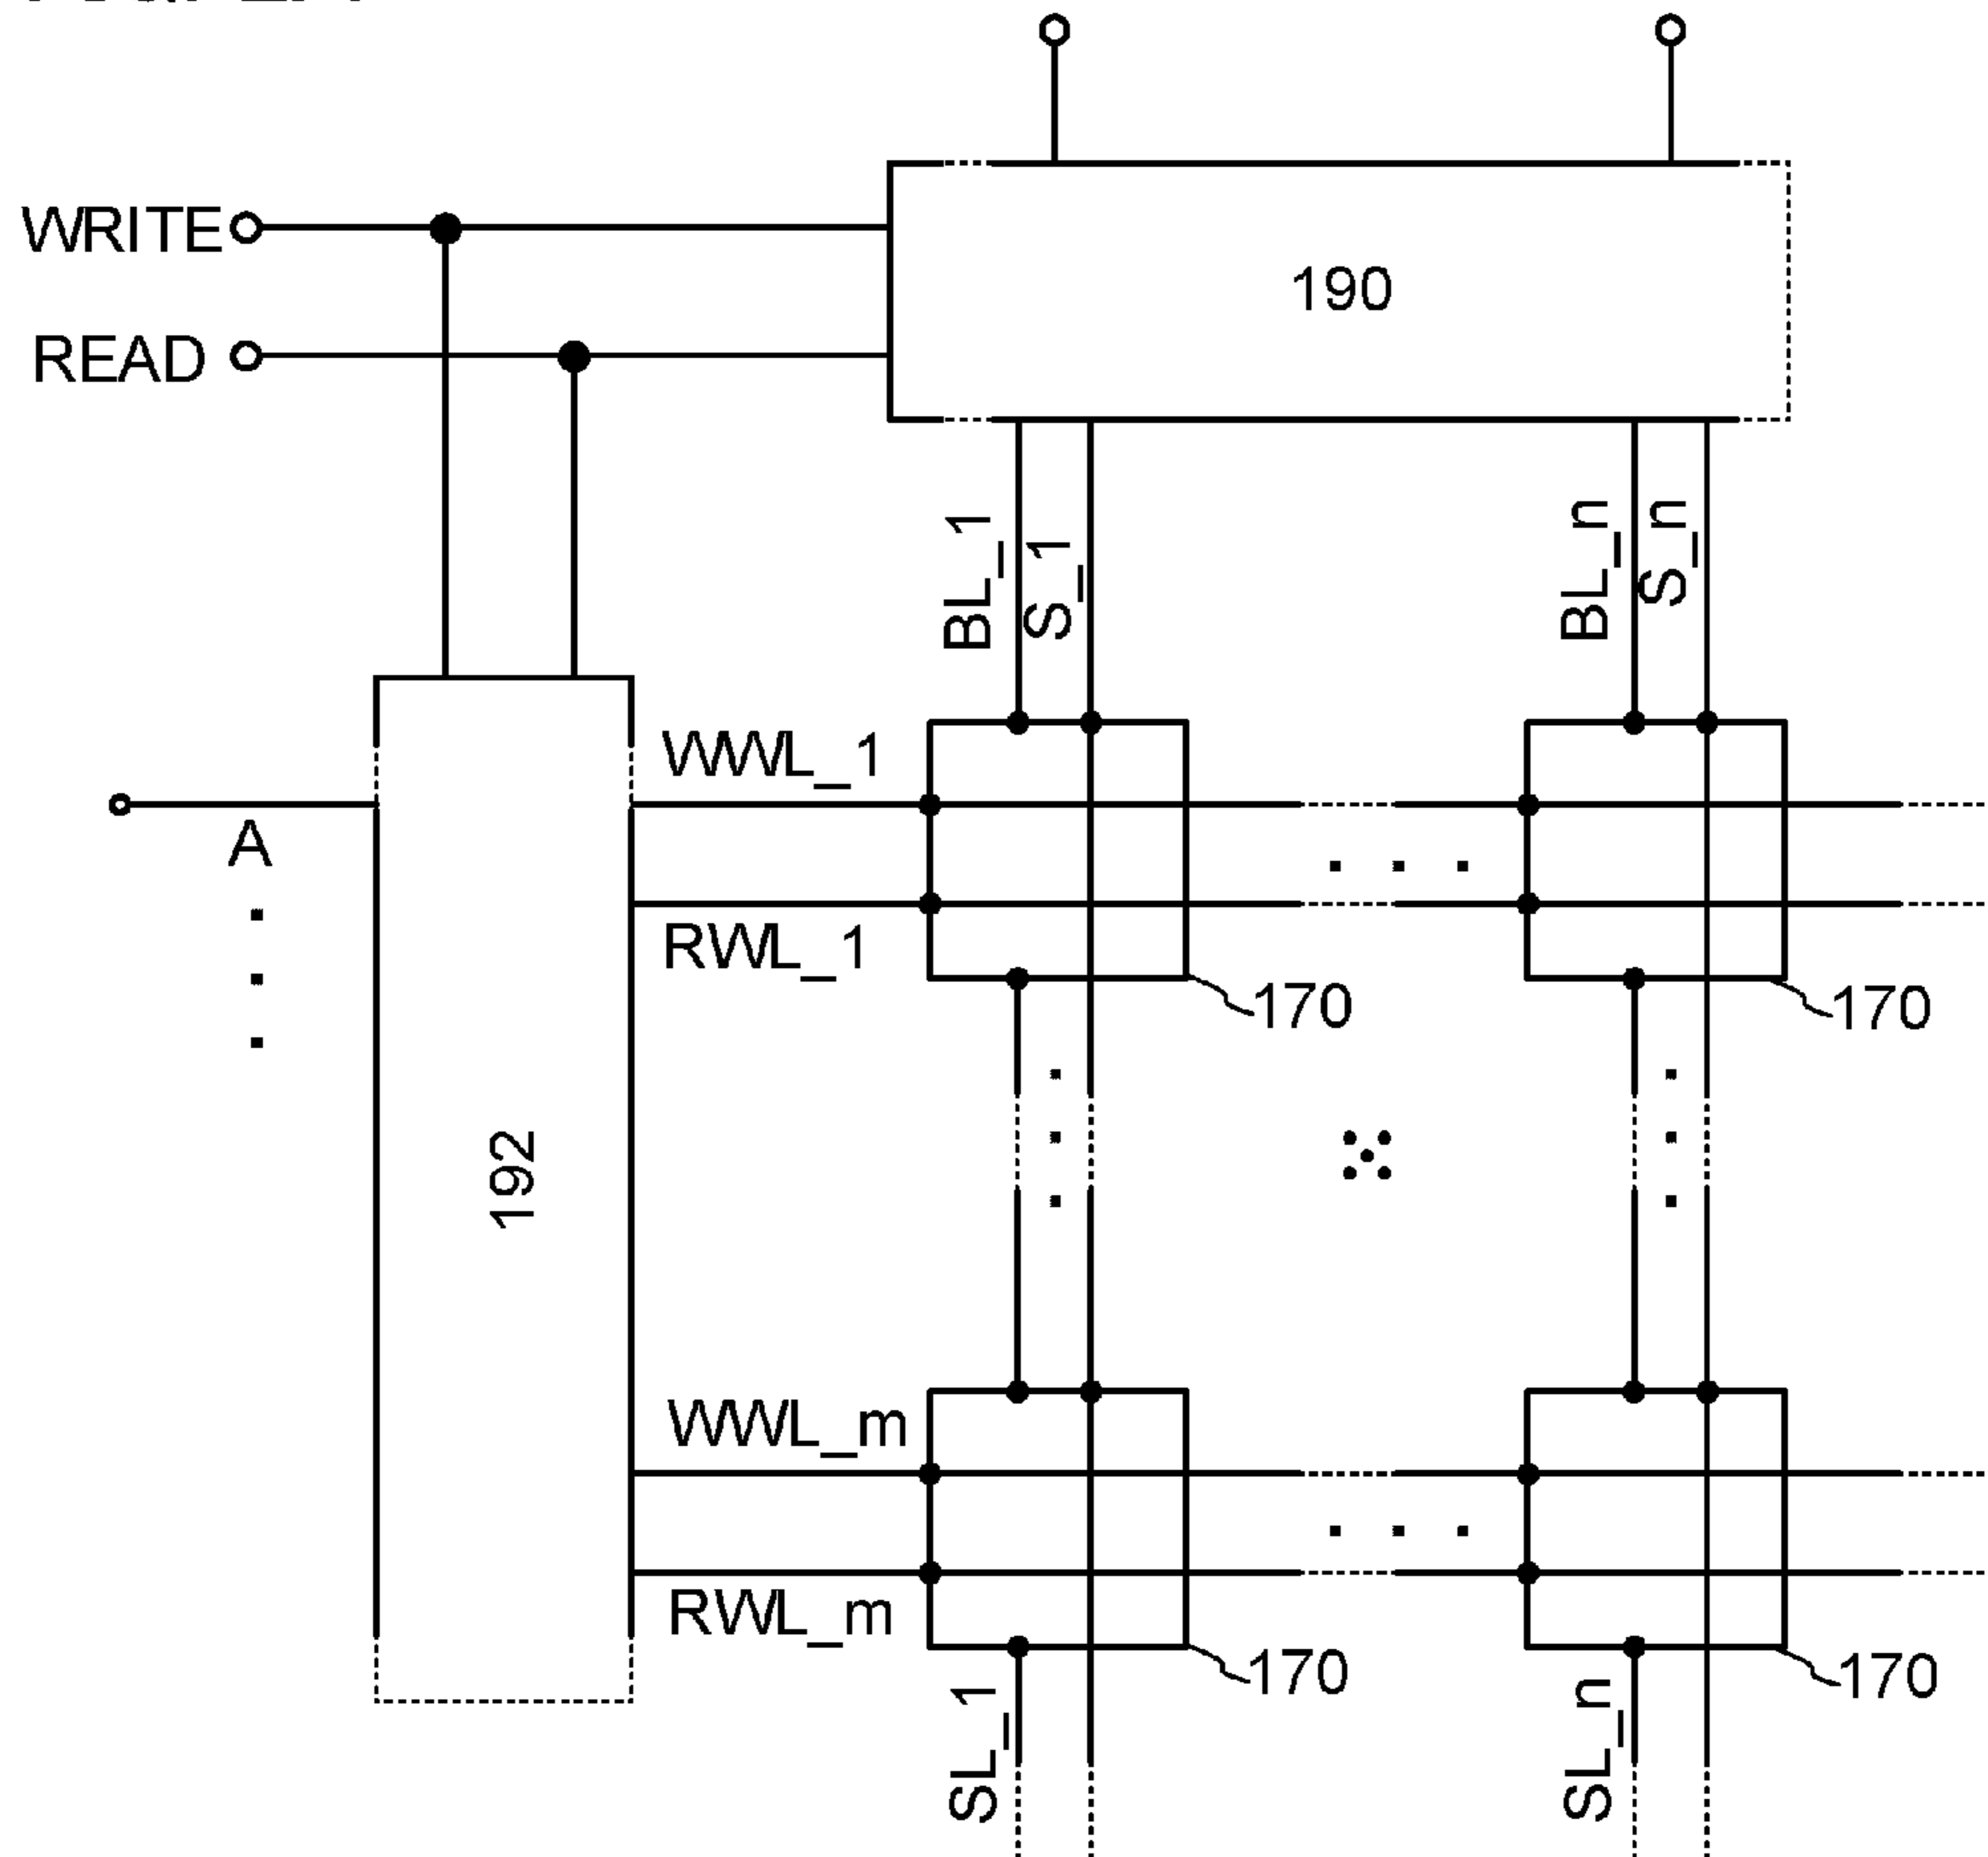 WRITE
190
READ
BL_1
S_1
BL_n
S_n
WWL_1
A
RWL_1
170
170
192
WWL_m
RWL_m
170
170
SL_1
SL_n